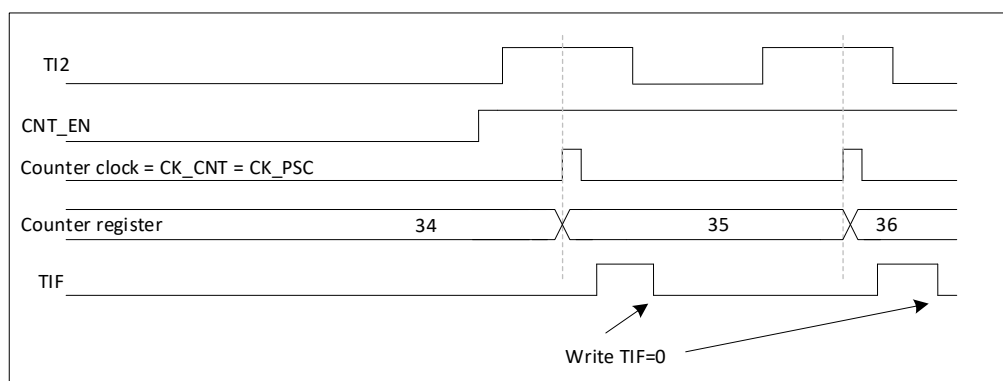 TI2
CNT_EN
Counter clock = CK_CNT = CK_PSC
Counter register 34 35 36
TIF
Write TIF=0